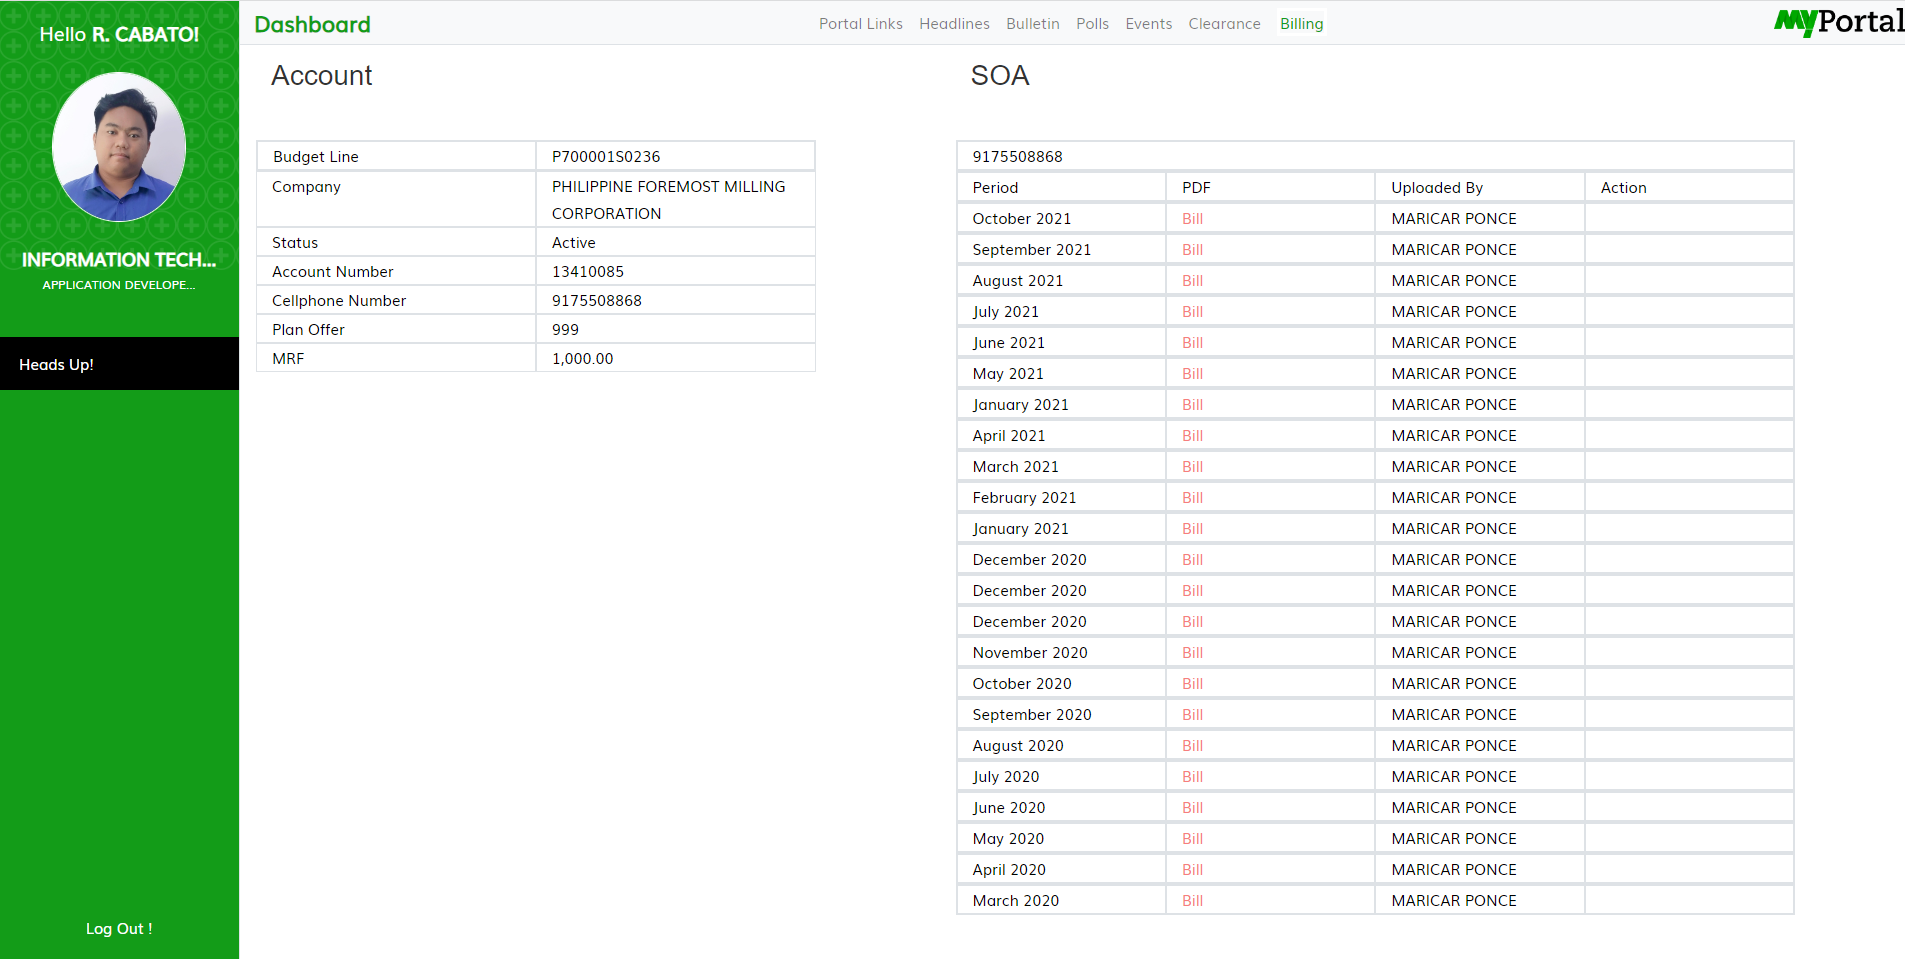 Hello R. CABATO!
INFORMATION TECH...
APPLICATION DEVELOPE...
Heads Up!
Log Out !
Dashboard
Portal Links Headlines Bulletin Polls Events Clearance Billing
MyPortal
Account
Budget Line P700001S0236
Company PHILIPPINE FOREMOST MILLING
CORPORATION
Status Active
Account Number 13410085
Cellphone Number 9175508868
Plan Offer 999
MRF 1,000.00
SOA
9175508868
Period PDF Uploaded By Action
October 2021 Bill MARICAR PONCE
September 2021 Bill MARICAR PONCE
August 2021 Bill MARICAR PONCE
July 2021 Bill MARICAR PONCE
June 2021 Bill MARICAR PONCE
May 2021 Bill MARICAR PONCE
January 2021 Bill MARICAR PONCE
April 2021 Bill MARICAR PONCE
March 2021 Bill MARICAR PONCE
February 2021 Bill MARICAR PONCE
January 2021 Bill MARICAR PONCE
December 2020 Bill MARICAR PONCE
December 2020 Bill MARICAR PONCE
December 2020 Bill MARICAR PONCE
November 2020 Bill MARICAR PONCE
October 2020 Bill MARICAR PONCE
September 2020 Bill MARICAR PONCE
August 2020 Bill MARICAR PONCE
July 2020 Bill MARICAR PONCE
June 2020 Bill MARICAR PONCE
May 2020 Bill MARICAR PONCE
April 2020 Bill MARICAR PONCE
March 2020 Bill MARICAR PONCE